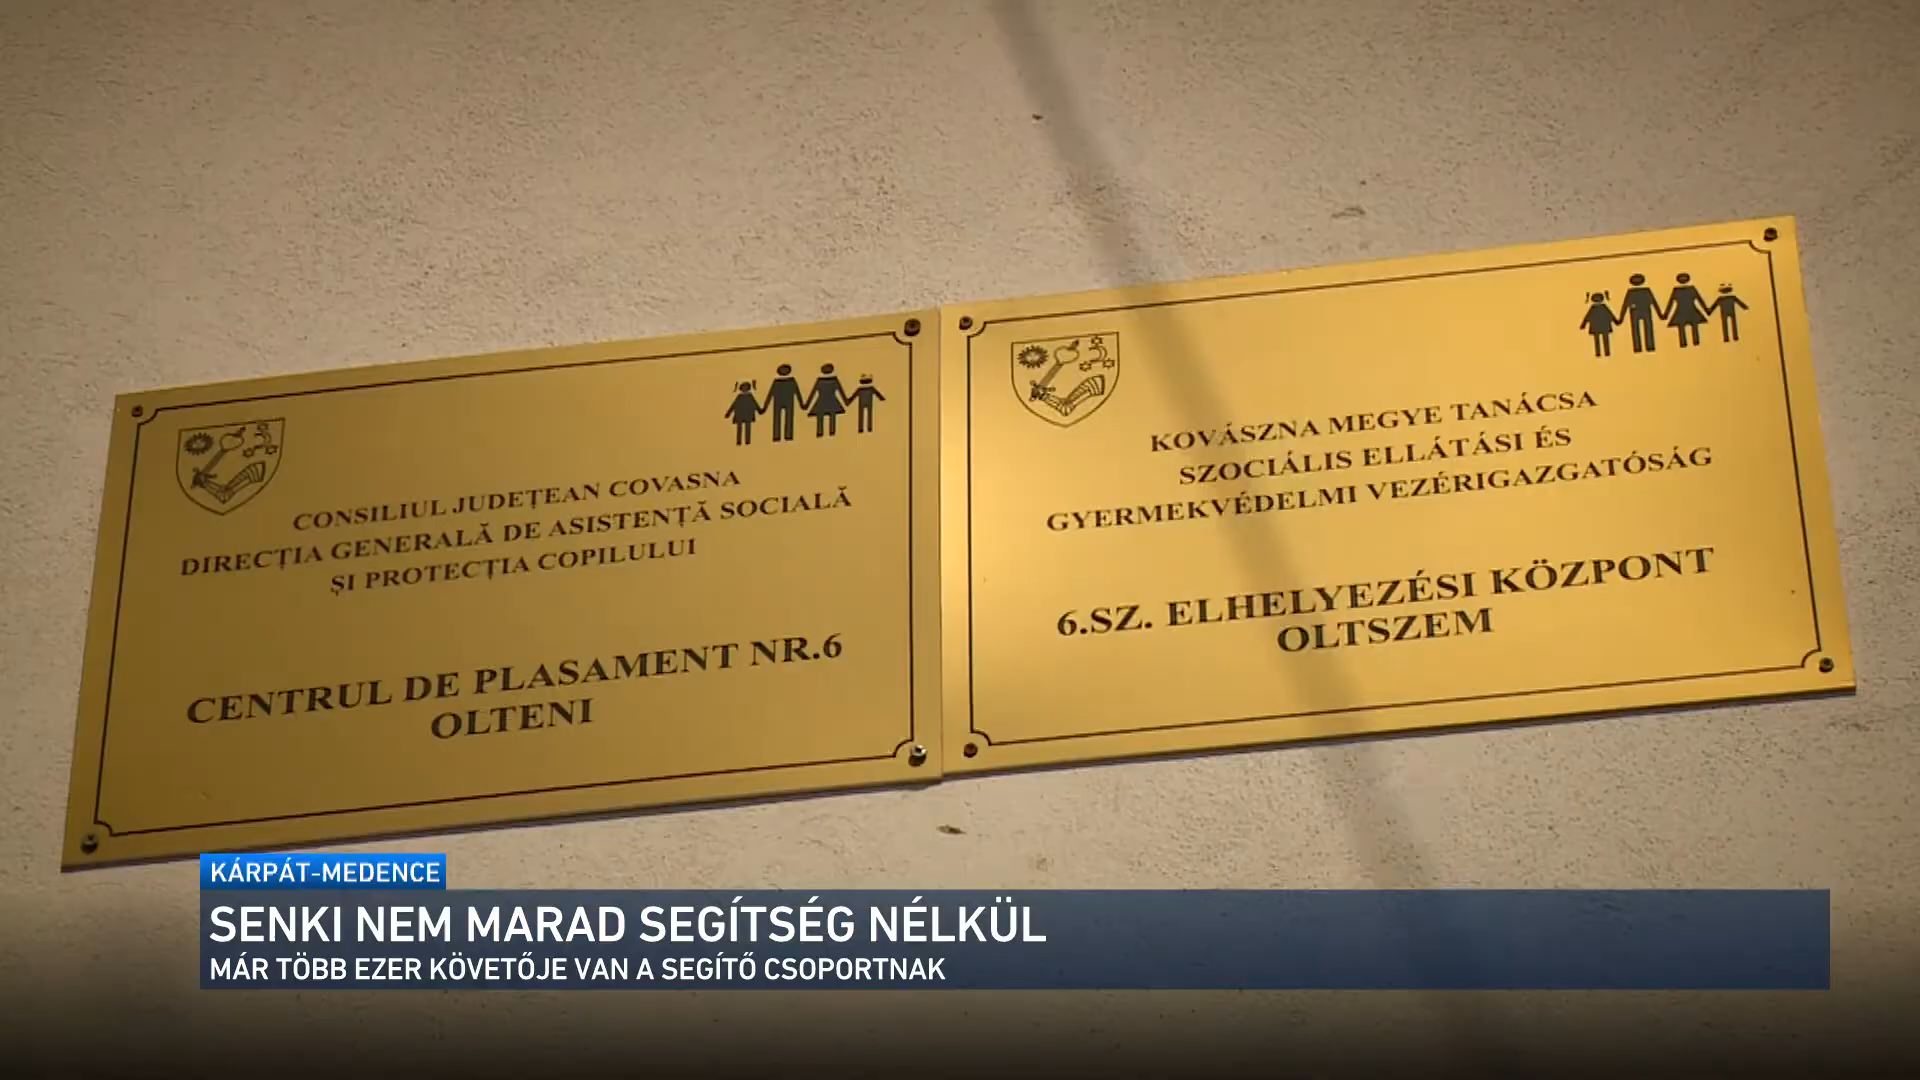 CONSILIUL JUDEȚEAN COVASNA
DIRECȚIA GENERALĂ DE ASISTENȚĂ SOCIALĂ
ȘI PROTECȚIA COPILULUI
CENTRUL DE PLASAMENT NR.6
OLTENI
KOVÁSZNA MEGYE TANÁCSA
SZOCIÁLIS ELLÁTÁSI ÉS
GYERMEKVÉDELMI VEZÉRIGAZGATÓSÁG
6.SZ. ELHELYEZÉSI KÖZPONT
OLTSZEM
KÁRPÁT-MEDENCE
SENKI NEM MARAD SEGÍTSÉG NÉLKÜL
MÁR TÖBB EZER KÖVETŐJE VAN A SEGÍTŐ CSOPORTNAK